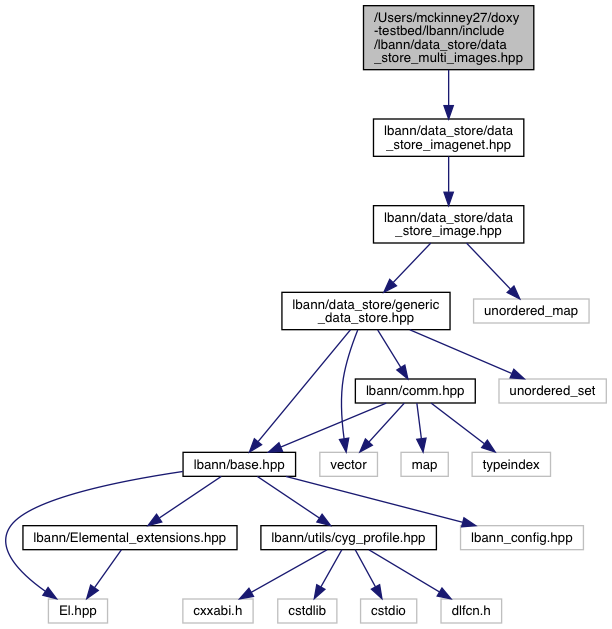 /Users/mckinney27/doxy
-testbed/lbann/include
/lbann/data_store/data
_store_multi_images.hpp
lbann/data_store/data
_store_imagenet.hpp
lbann/data_store/data
_store_image.hpp
lbann/data_store/generic
_data_store.hpp
unordered_map
lbann/comm.hpp
unordered_set
lbann/base.hpp
vector
map
typeindex
lbann/Elemental_extensions.hpp
lbann/utils/cyg_profile.hpp
lbann_config.hpp
El.hpp
cxxabi.h
cstdlib
cstdio
dlfcn.h